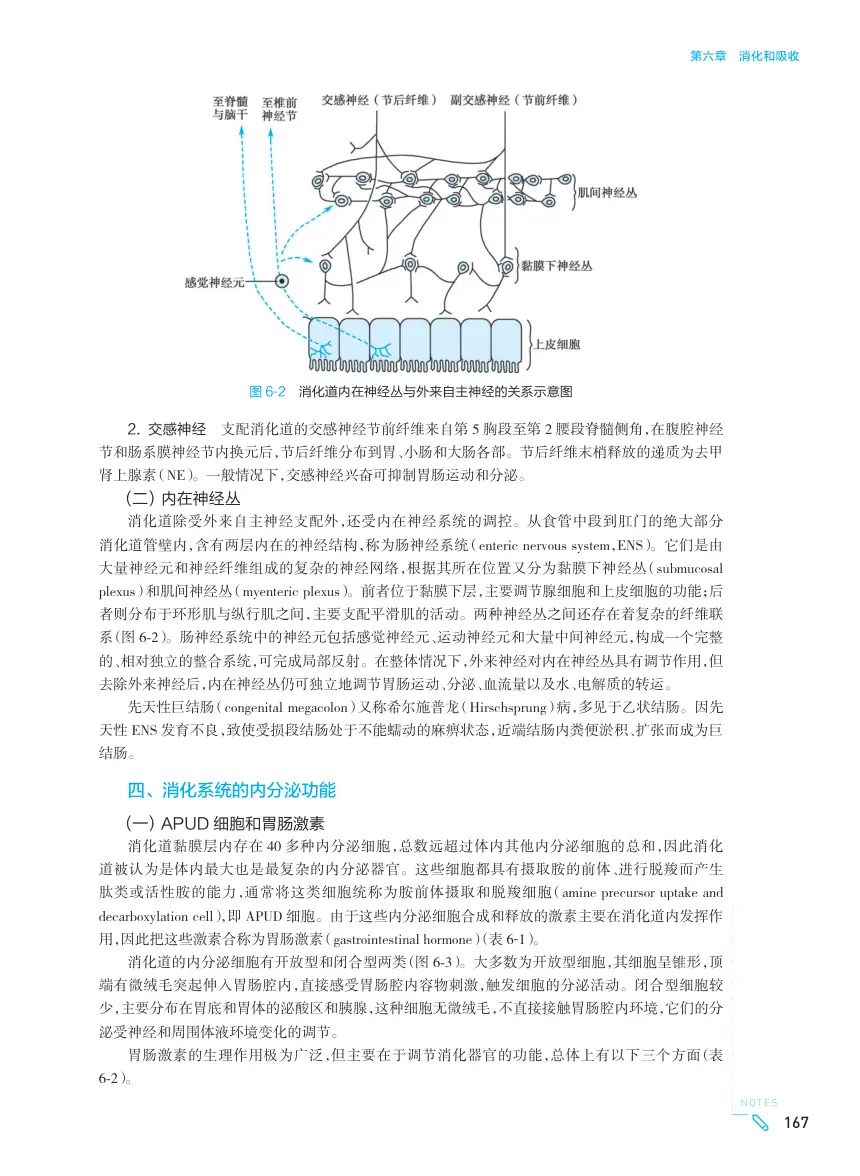 第六章 消化和吸收
至脊髓 至椎前 交感神经（节后纤维） 副交感神经（节前纤维）
与脑干 神经节
肌间神经丛
黏膜下神经丛
感觉神经元
上皮细胞
图 6-2 消化道内在神经丛与外来自主神经的关系示意图
2. 交感神经 支配消化道的交感神经节前纤维来自第 5 胸段至第 2 腰段脊髓侧角，在腹腔神经
节和肠系膜神经节内换元后，节后纤维分布到胃、小肠和大肠各部。节后纤维末梢释放的递质为去甲
肾上腺素（NE）。一般情况下，交感神经兴奋可抑制胃肠运动和分泌。
（二）内在神经丛
消化道除受外来自主神经支配外，还受内在神经系统的调控。从食管中段到肛门的绝大部分
消化道管壁内，含有两层内在的神经结构，称为肠神经系统（enteric nervous system，ENS）。它们是由
大量神经元和神经纤维组成的复杂的神经网络，根据其所在位置又分为黏膜下神经丛（submucosal
plexus）和肌间神经丛（myenteric plexus）。前者位于黏膜下层，主要调节腺细胞和上皮细胞的功能；后
者则分布于环形肌与纵行肌之间，主要支配平滑肌的活动。两种神经丛之间还存在着复杂的纤维联
系（图 6-2）。肠神经系统中的神经元包括感觉神经元、运动神经元和大量中间神经元，构成一个完整
的、相对独立的整合系统，可完成局部反射。在整体情况下，外来神经对内在神经丛具有调节作用，但
去除外来神经后，内在神经丛仍可独立地调节胃肠运动、分泌、血流量以及水、电解质的转运。
先天性巨结肠（congenital megacolon）又称希尔施普龙（Hirschsprung）病，多见于乙状结肠。因先
天性 ENS 发育不良，致使受损段结肠处于不能蠕动的麻痹状态，近端结肠内粪便淤积、扩张而成为巨
结肠。
四、消化系统的内分泌功能
（一）APUD 细胞和胃肠激素
消化道黏膜层内存在 40 多种内分泌细胞，总数远超过体内其他内分泌细胞的总和，因此消化
道被认为是体内最大也是最复杂的内分泌器官。这些细胞都具有摄取胺的前体、进行脱羧而产生
肽类或活性胺的能力，通常将这类细胞统称为胺前体摄取和脱羧细胞（amine precursor uptake and
decarboxylation cell），即 APUD 细胞。由于这些内分泌细胞合成和释放的激素主要在消化道内发挥作
用，因此把这些激素合称为胃肠激素（gastrointestinal hormone）（表 6-1）。
消化道的内分泌细胞有开放型和闭合型两类（图 6-3）。大多数为开放型细胞，其细胞呈锥形，顶
端有微绒毛突起伸入胃肠腔内，直接感受胃肠腔内容物刺激，触发细胞的分泌活动。闭合型细胞较
少，主要分布在胃底和胃体的泌酸区和胰腺，这种细胞无微绒毛，不直接接触胃肠腔内环境，它们的分
泌受神经和周围体液环境变化的调节。
胃肠激素的生理作用极为广泛，但主要在于调节消化器官的功能，总体上有以下三个方面（表
6-2）。
NOTES
167